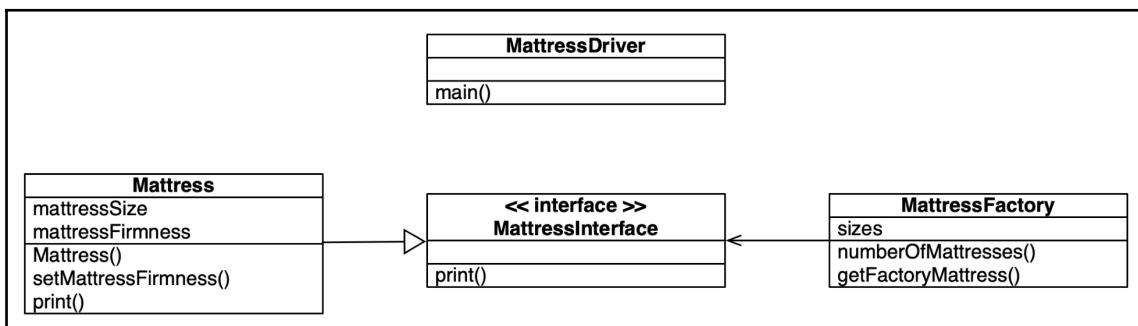 MattressDriver
main()
Mattress
mattressSize
mattressFirmness
Mattress()
setMattressFirmness()
print()
<< interface >>
MattressInterface
print()
MattressFactory
sizes
numberOfMattresses()
getFactoryMattress()